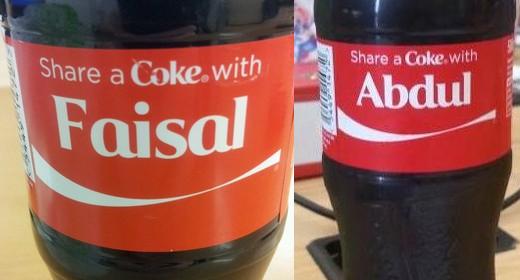 Share a Coke with
Faisal
Share a Coke with
Abdul